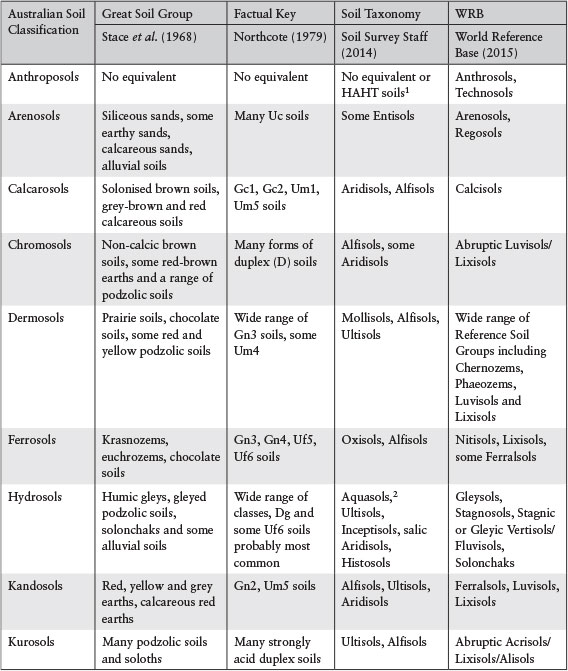 Australian Soil Classification | Great Soil Group | Factual Key | Soil Taxonomy | WRB
Stace et al. (1968) | Northcote (1979) | Soil Survey Staff (2014) | World Reference Base (2015)
Anthroposols | No equivalent | No equivalent | No equivalent or HAHT soils¹ | Anthrosols, Technosols
Arenosols | Siliceous sands, some earthy sands, calcareous sands, alluvial soils | Many Uc soils | Some Entisols | Arenosols, Regosols
Calcarosols | Solonised brown soils, grey-brown and red calcareous soils | Gc1, Gc2, Um1, Um5 soils | Aridisols, Alfisols | Calcisols
Chromosols | Non-calcic brown soils, some red-brown earths and a range of podzolic soils | Many forms of duplex (D) soils | Alfisols, some Aridisols | Abruptic Luvisols/ Lixisols
Dermosols | Prairie soils, chocolate soils, some red and yellow podzolic soils | Wide range of Gn3 soils, some Um4 | Mollisols, Alfisols, Ultisols | Wide range of Reference Soil Groups including Chernozems, Phaeozems, Luvisols and Lixisols
Ferrosols | Krasnozems, euchrozems, chocolate soils | Gn3, Gn4, Uf5, Uf6 soils | Oxisols, Alfisols | Nitisols, Lixisols, some Ferralsols
Hydrosols | Humic gleys, gleyed podzolic soils, solonchaks and some alluvial soils | Wide range of classes, Dg and some Uf6 soils probably most common | Aquasols,² Ultisols, Inceptisols, salic Aridisols, Histosols | Gleysols, Stagnosols, Stagnic or Gleyic Vertisols/ Fluvisols, Solonchaks
Kandosols | Red, yellow and grey earths, calcareous red earths | Gn2, Um5 soils | Alfisols, Ultisols, Aridisols | Ferralsols, Luvisols, Lixisols
Kurosols | Many podzolic soils and soloths | Many strongly acid duplex soils | Ultisols, Alfisols | Abruptic Acrisols/ Lixisols/Alisols